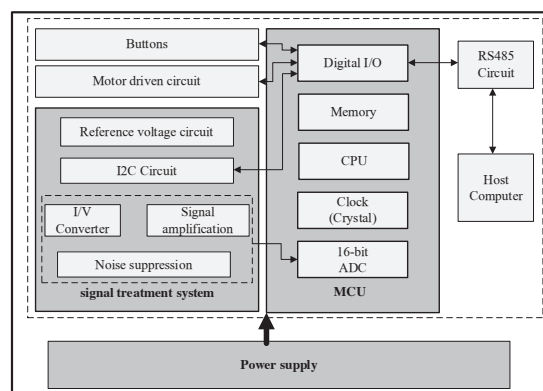 Buttons
Motor driven circuit
Reference voltage circuit
I2C Circuit
I/V
Converter
Signal
amplification
Noise suppression
signal treatment system
Digital I/O
Memory
CPU
Clock
(Crystal)
16-bit
ADC
MCU
RS485
Circuit
Host
Computer
Power supply